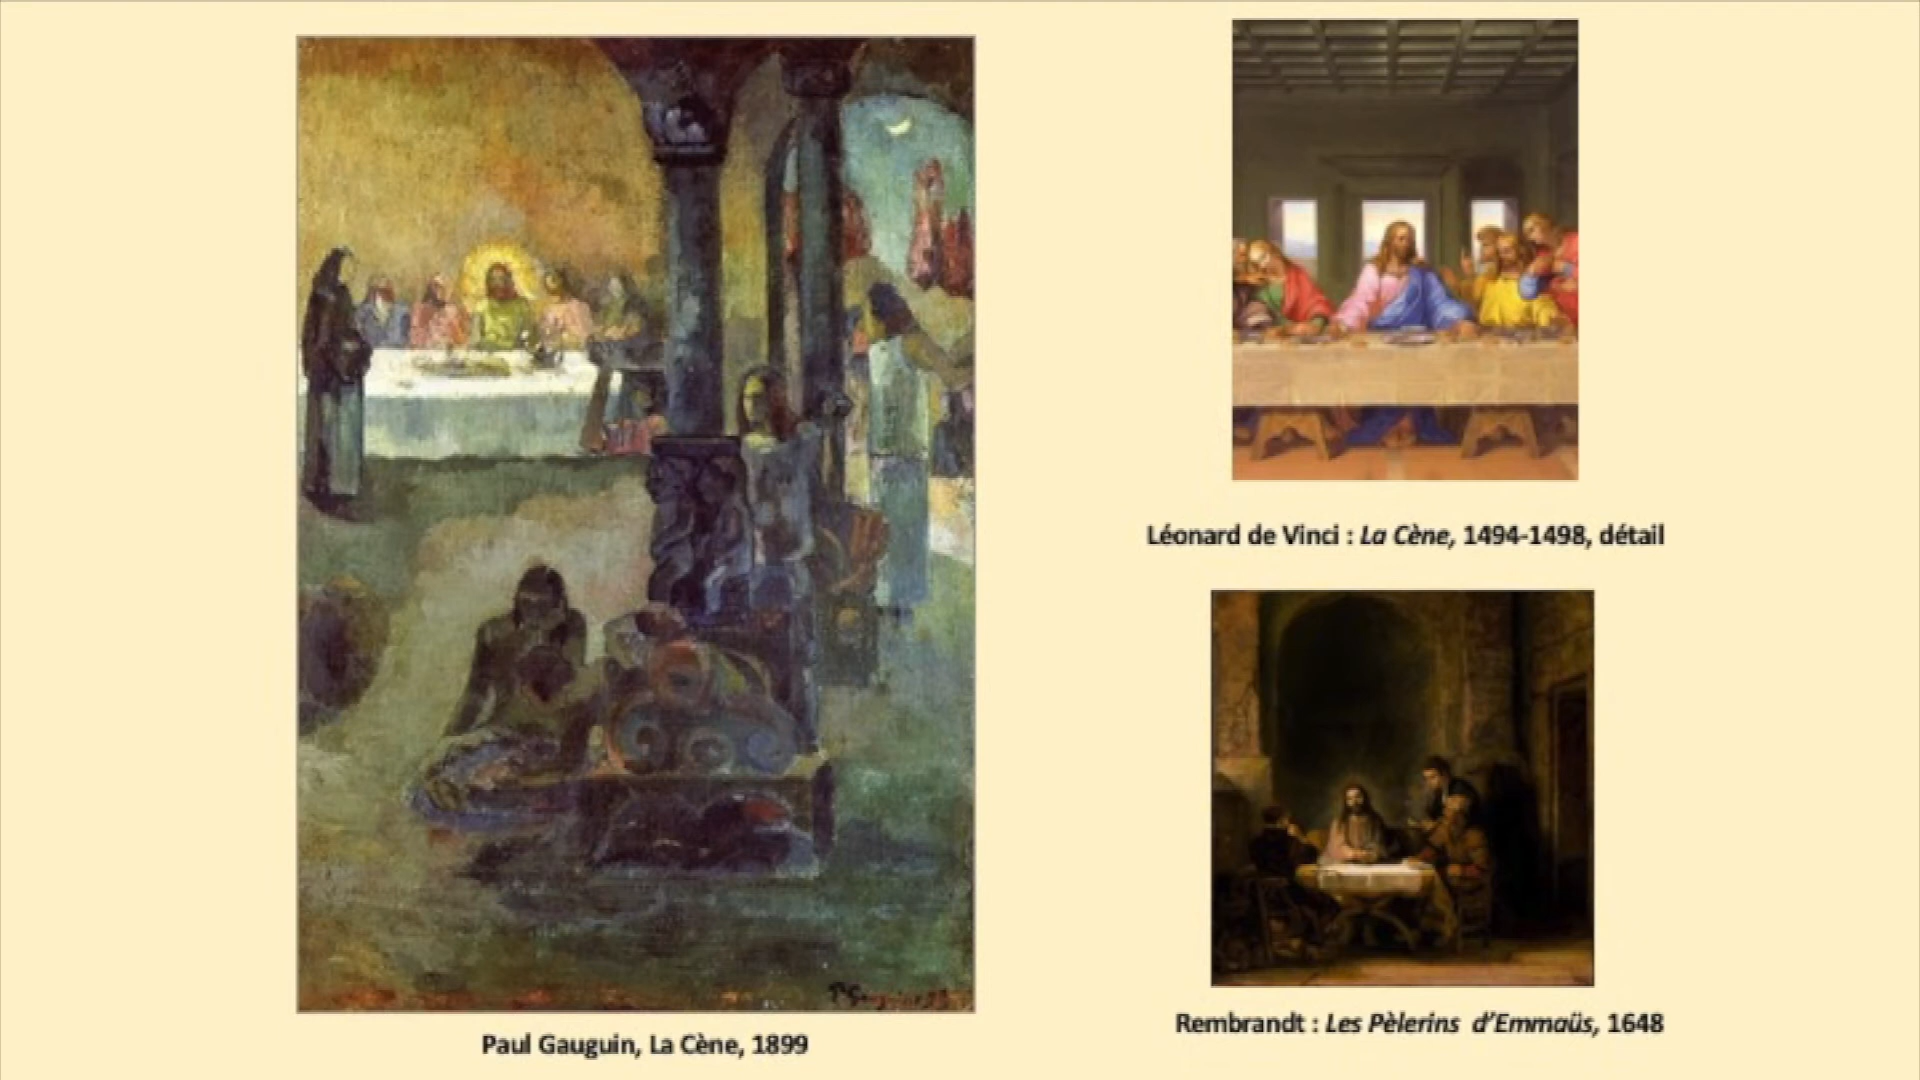 Léonard de Vinci : La Cène, 1494-1498, détail
Rembrandt : Les Pèlerins d'Emmaüs, 1648
Paul Gauguin, La Cène, 1899